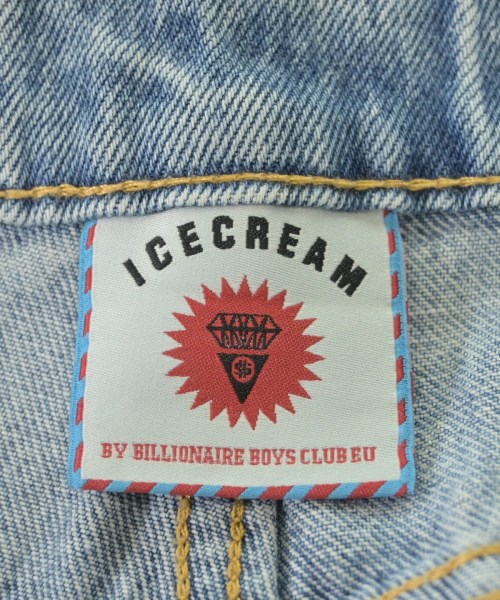 ICECREAM
$
BY BILLIONAIRE BOYS CLUB EU